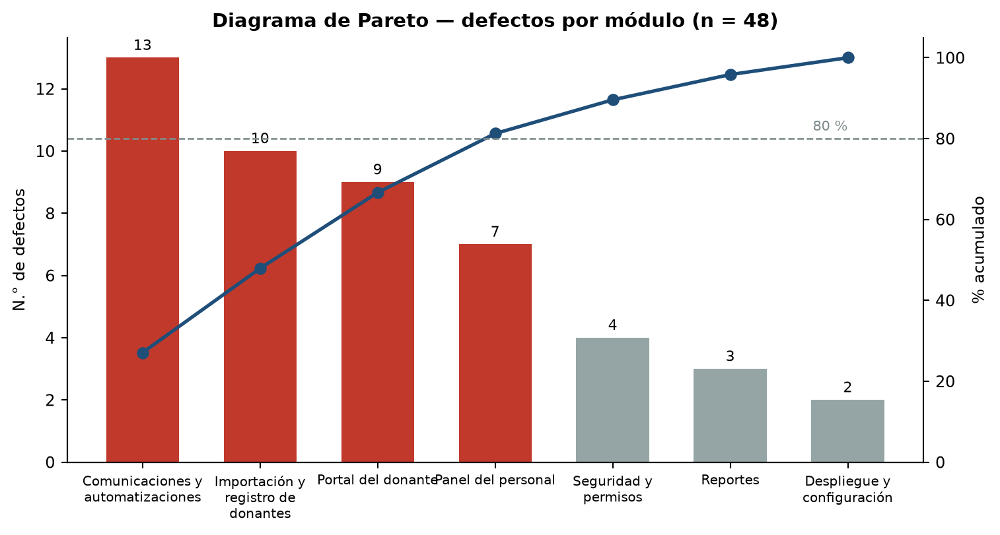 Diagrama de Pareto — defectos por módulo (n = 48)
13
10
9
7
4
3
2
80 %
N.° de defectos
12
10
8
6
4
2
0
% acumulado
100
80
60
40
20
0
Comunicaciones y
automatizaciones
Importación y
registro de
donantes
Portal del donante
Panel del personal
Seguridad y
permisos
Reportes
Despliegue y
configuración